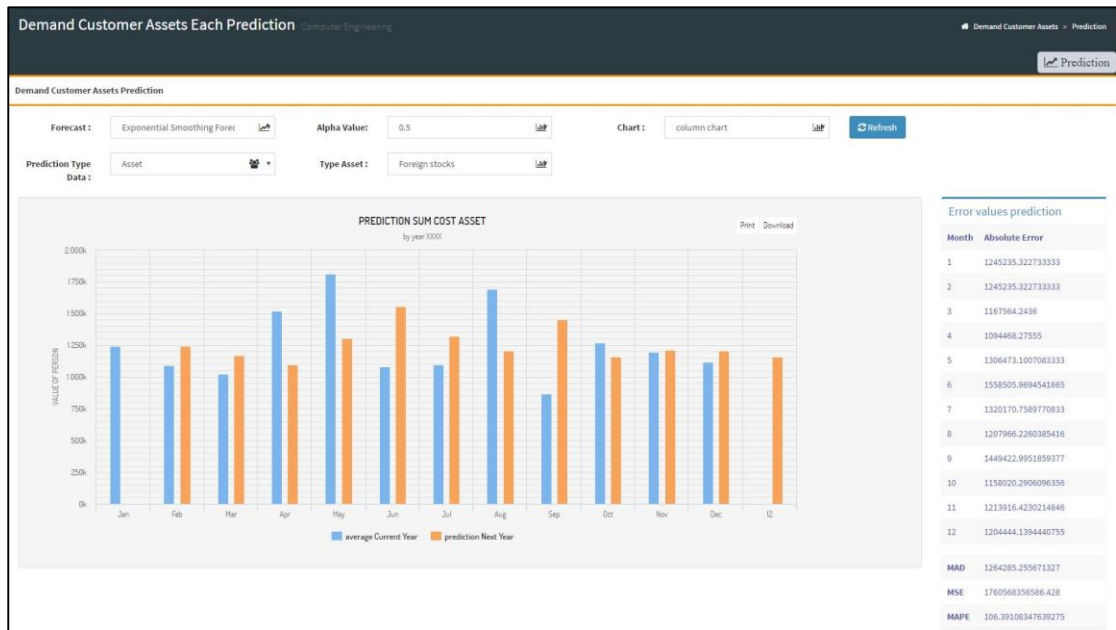 Demand Customer Assets Each Prediction Computer Engineering
Demand Customer Assets > Prediction
Prediction
Demand Customer Assets Prediction
Forecast : Exponential Smoothing Forec Alpha Value: 0.5 Chart : column chart Refresh
Prediction Type Data : Asset Type Asset : Foreign stocks
PREDICTION SUM COST ASSET
by year XXXX
Print Download
VALUE OF PERSON
2 000k
1750k
1500k
1250k
1000k
750k
500k
250k
0k
Jan Feb Mar Apr May Jun Jul Aug Sep Oct Nov Dec 12
average Current Year prediction Next Year
Error values prediction
Month Absolute Error
1 1245235.322733333
2 1245235.322733333
3 1167564.2436
4 1094468.27555
5 1306473.1007083333
6 1558505.9694541665
7 1320170.7589770833
8 1207966.2260385416
9 1449422.9951859377
10 1158020.2906096356
11 1213916.4230214846
12 1204444.1394440755
MAD 1264285.255671327
MSE 1760568356586.428
MAPE 106.39108347639275